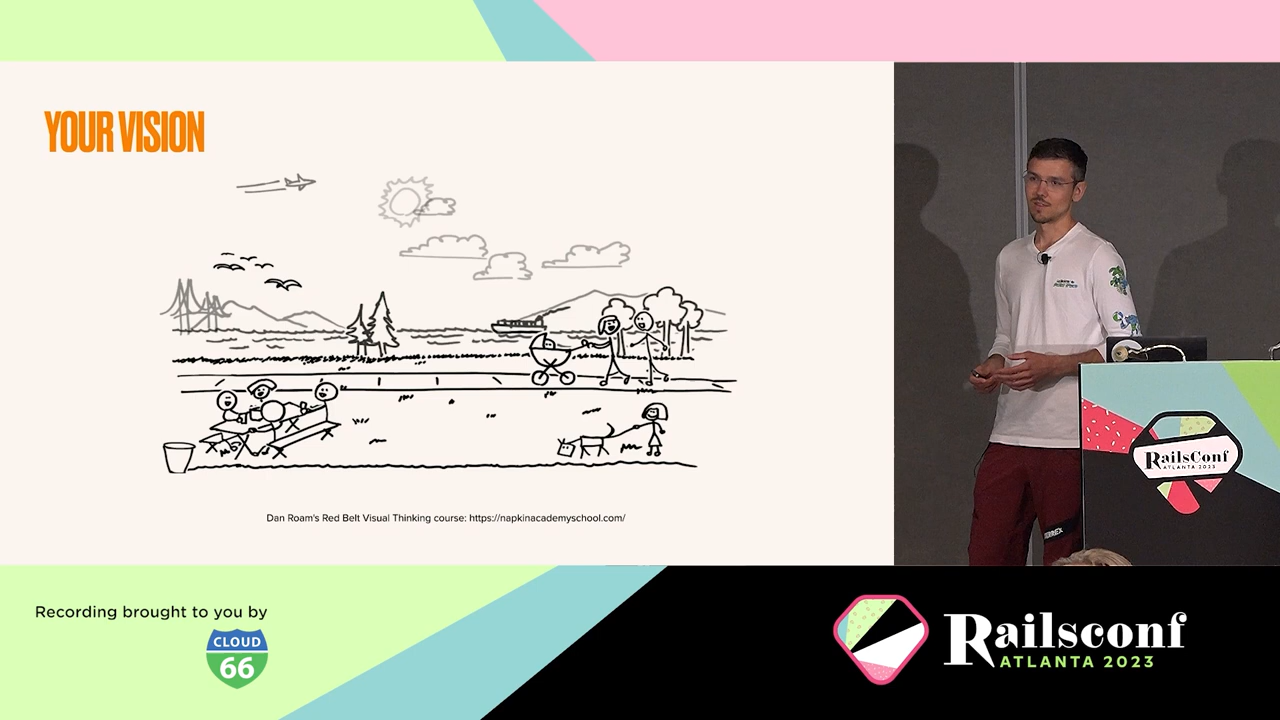 YOUR VISION
Dan Roam's Red Belt Visual Thinking course: https://napkinacademyschool.com/
RAILSCONF
ATLANTA 2023
Recording brought to you by
CLOUD
66
Railsconf
ATLANTA 2023